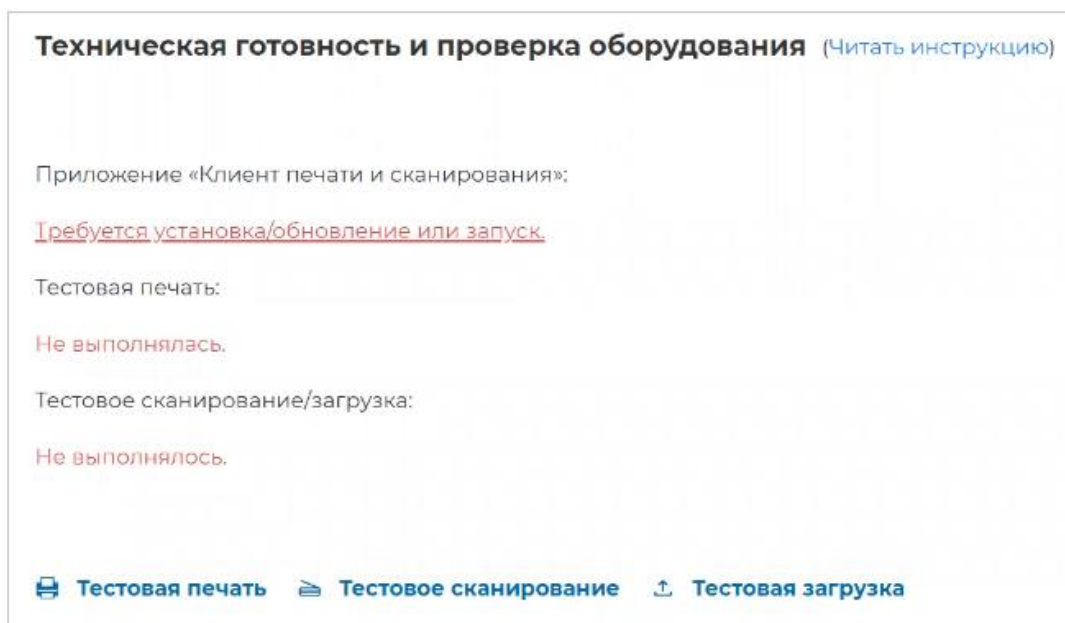 Техническая готовность и проверка оборудования (Читать инструкцию)
Приложение «Клиент печати и сканирования»:
Требуется установка/обновление или запуск.
Тестовая печать:
Не выполнялась.
Тестовое сканирование/загрузка:
Не выполнялось.
Тестовая печать Тестовое сканирование Тестовая загрузка